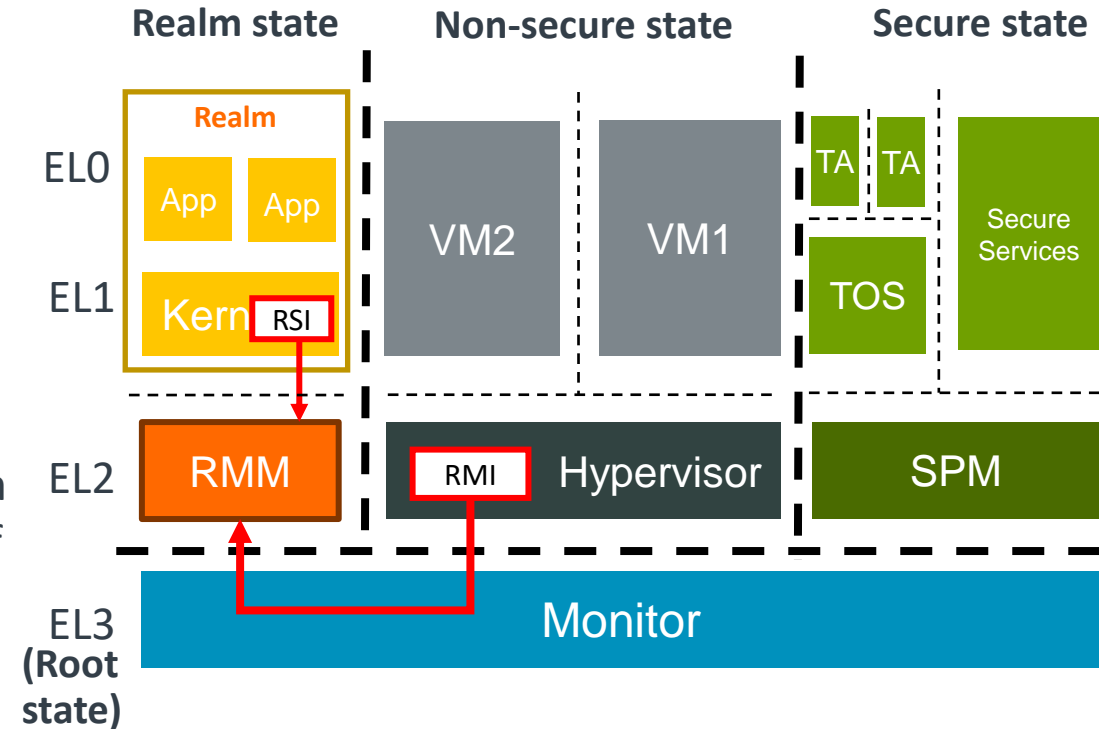 Realm state
Non-secure state
Secure state
Realm
EL0
App
App
VM2
VM1
TA
TA
Secure
Services
EL1
Kern
RSI
TOS
EL2
RMM
RMI
Hypervisor
SPM
EL3
(Root
state)
Monitor